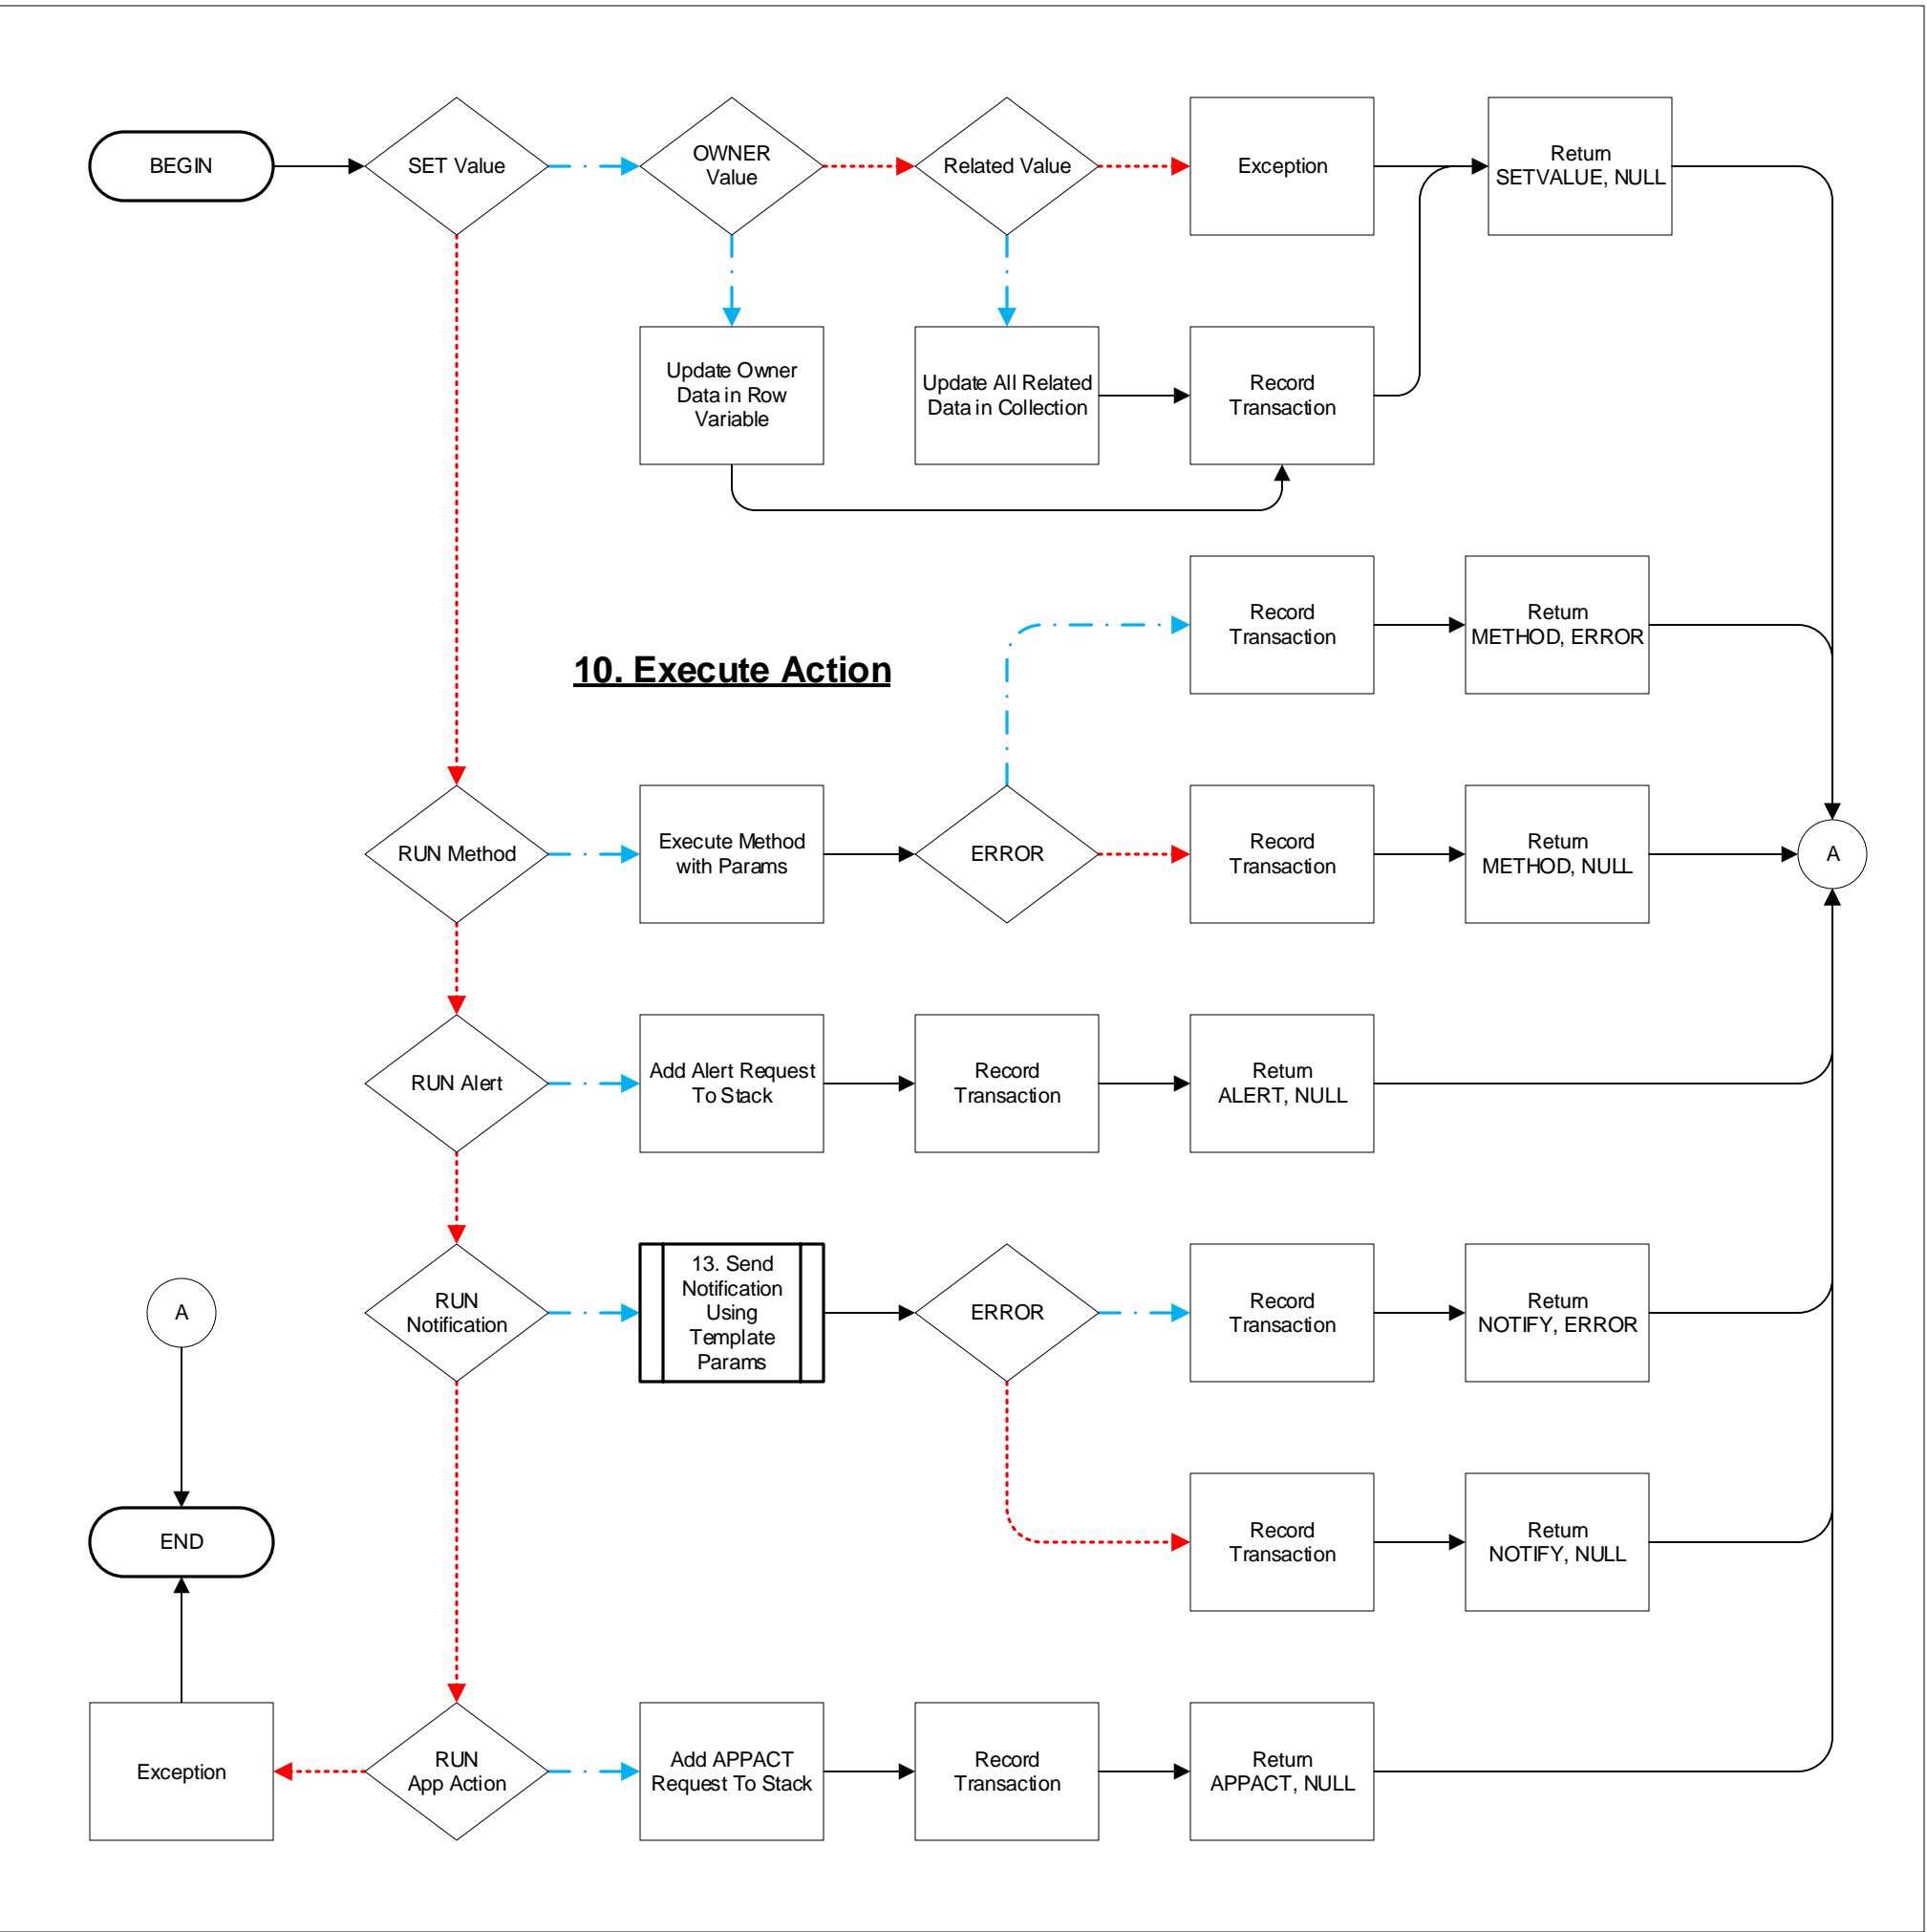 BEGIN
SET Value
OWNER
Value
Related Value
Exception
Return
SETVALUE, NULL
Update Owner
Data in Row
Variable
Update All Related
Data in Collection
Record
Transaction
10. Execute Action
Record
Transaction
Return
METHOD, ERROR
RUN Method
Execute Method
with Params
ERROR
Record
Transaction
Return
METHOD, NULL
A
RUN Alert
Add Alert Request
To Stack
Record
Transaction
Return
ALERT, NULL
A
RUN
Notification
13. Send
Notification
Using
Template
Params
ERROR
Record
Transaction
Return
NOTIFY, ERROR
END
Record
Transaction
Return
NOTIFY, NULL
Exception
RUN
App Action
Add APPACT
Request To Stack
Record
Transaction
Return
APPACT, NULL